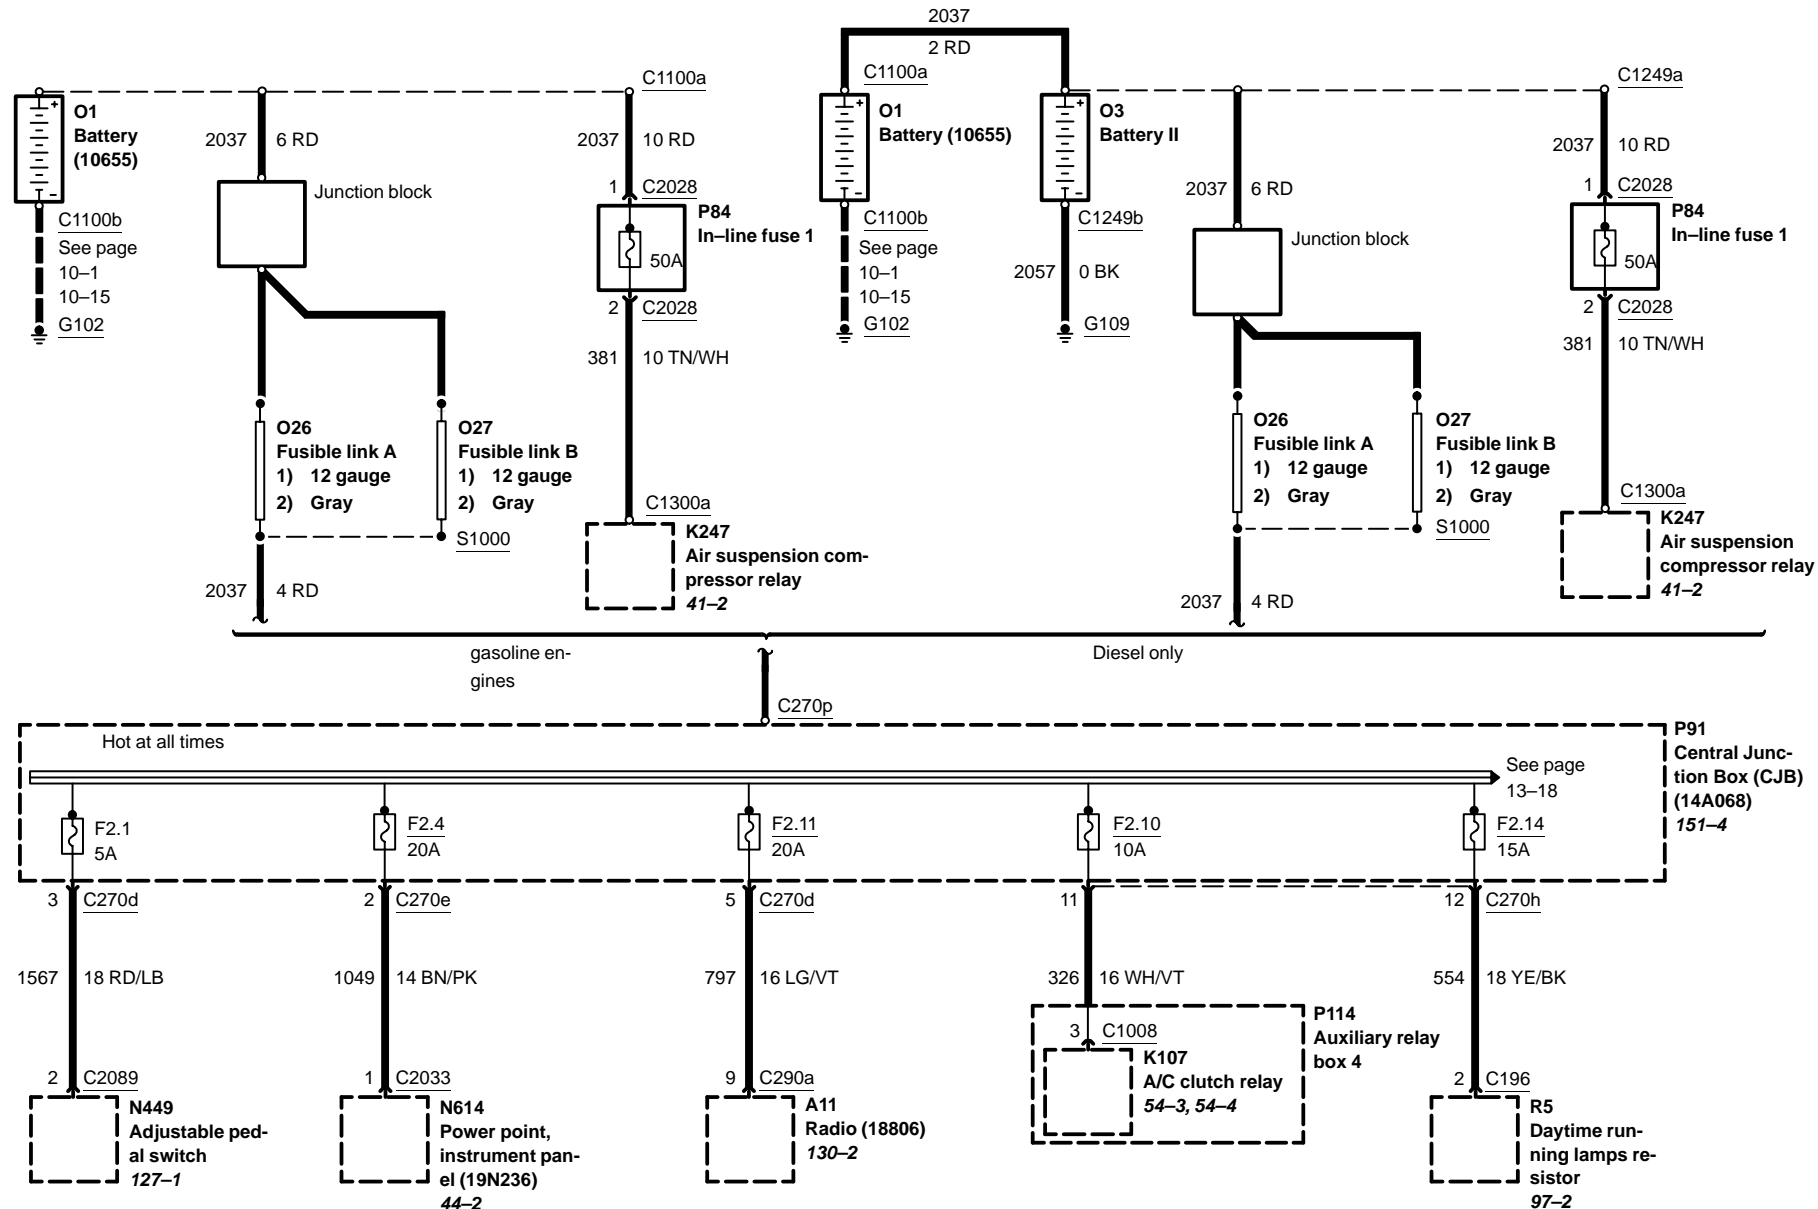 2037
2 RD
C1100a
O1
Battery
(10655)
2037 6 RD
Junction block
2037 10 RD
1 C2028
P84
In–line fuse 1
50A
2 C2028
381 10 TN/WH
C1100b
See page
10–1
10–15
G102
O26
Fusible link A
1) 12 gauge
2) Gray
O27
Fusible link B
1) 12 gauge
2) Gray
S1000
C1300a
K247
Air suspension com-
pressor relay
41–2
2037 4 RD
gasoline en-
gines
C1100a
O1
Battery (10655)
O3
Battery II
C1249a
C1100b
See page
10–1
10–15
G102
C1249b
2057 0 BK
G109
2037 6 RD
Junction block
2037 10 RD
1 C2028
P84
In–line fuse 1
50A
2 C2028
381 10 TN/WH
O26
Fusible link A
1) 12 gauge
2) Gray
O27
Fusible link B
1) 12 gauge
2) Gray
S1000
C1300a
K247
Air suspension
compressor relay
41–2
2037 4 RD
Diesel only
C270p
Hot at all times
See page
13–18
P91
Central Junc-
tion Box (CJB)
(14A068)
151–4
F2.1
5A
F2.4
20A
F2.11
20A
F2.10
10A
F2.14
15A
3 C270d
2 C270e
5 C270d
11
12 C270h
1567 18 RD/LB
1049 14 BN/PK
797 16 LG/VT
326 16 WH/VT
554 18 YE/BK
P114
Auxiliary relay
box 4
3 C1008
K107
A/C clutch relay
54–3, 54–4
2 C2089
N449
Adjustable ped-
al switch
127–1
1 C2033
N614
Power point,
instrument pan-
el (19N236)
44–2
9 C290a
A11
Radio (18806)
130–2
2 C196
R5
Daytime run-
ning lamps re-
sistor
97–2
+
-
+
-
+
-